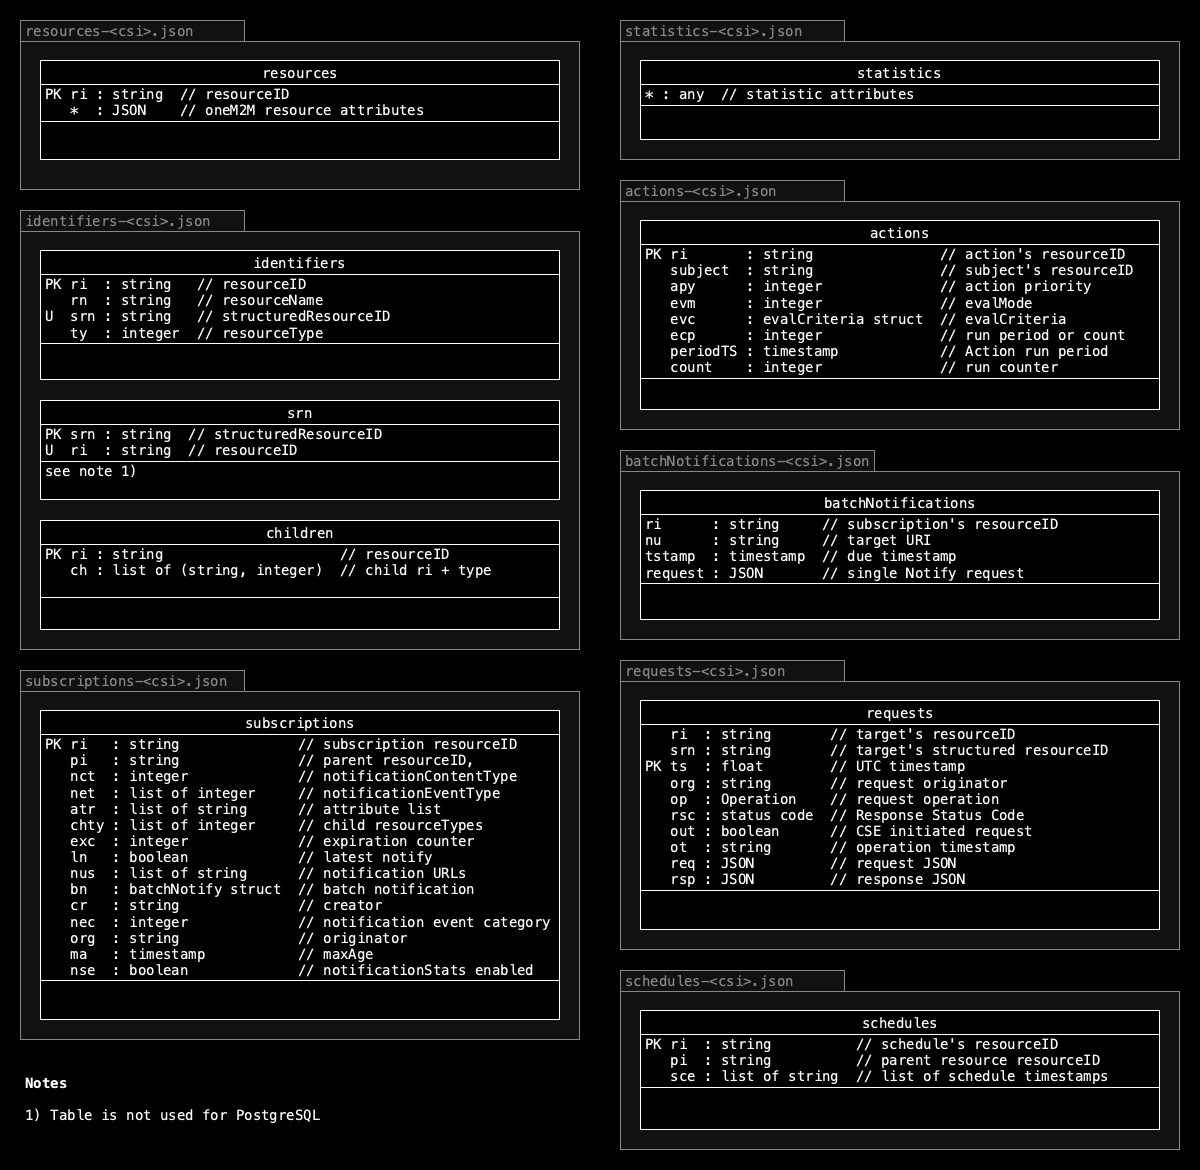 resources-<csi>.json
resources
PK ri : string  // resourceID
   *  : JSON    // oneM2M resource attributes
identifiers-<csi>.json
identifiers
PK ri  : string   // resourceID
   rn  : string   // resourceName
U  srn : string   // structuredResourceID
   ty  : integer  // resourceType
srn
PK srn : string  // structuredResourceID
U  ri  : string  // resourceID
see note 1)
children
PK ri : string                     // resourceID
   ch : list of (string, integer)  // child ri + type
subscriptions-<csi>.json
subscriptions
PK ri   : string              // subscription resourceID
   pi   : string              // parent resourceID,
   nct  : integer             // notificationContentType
   net  : list of integer     // notificationEventType
   atr  : list of string      // attribute list
   chty : list of integer     // child resourceTypes
   exc  : integer             // expiration counter
   ln   : boolean             // latest notify
   nus  : list of string      // notification URLs
   bn   : batchNotify struct  // batch notification
   cr   : string              // creator
   nec  : integer             // notification event category
   org  : string              // originator
   ma   : timestamp           // maxAge
   nse  : boolean             // notificationStats enabled
Notes
1) Table is not used for PostgreSQL
statistics-<csi>.json
statistics
* : any  // statistic attributes
actions-<csi>.json
actions
PK ri       : string               // action's resourceID
   subject  : string               // subject's resourceID
   apy      : integer              // action priority
   evm      : integer              // evalMode
   evc      : evalCriteria struct  // evalCriteria
   ecp      : integer              // run period or count
   periodTS : timestamp            // Action run period
   count    : integer              // run counter
batchNotifications-<csi>.json
batchNotifications
ri      : string     // subscription's resourceID
nu      : string     // target URI
tstamp  : timestamp  // due timestamp
request : JSON       // single Notify request
requests-<csi>.json
requests
   ri  : string       // target's resourceID
   srn : string       // target's structured resourceID
PK ts  : float        // UTC timestamp
   org : string       // request originator
   op  : Operation    // request operation
   rsc : status code  // Response Status Code
   out : boolean      // CSE initiated request
   ot  : string       // operation timestamp
   req : JSON         // request JSON
   rsp : JSON         // response JSON
schedules-<csi>.json
schedules
PK ri  : string          // schedule's resourceID
   pi  : string          // parent resource resourceID
   sce : list of string  // list of schedule timestamps